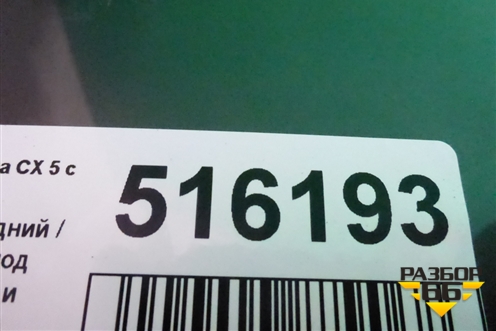 а CX 5 с
516193
дний /
од
и
РАЗБОР
66